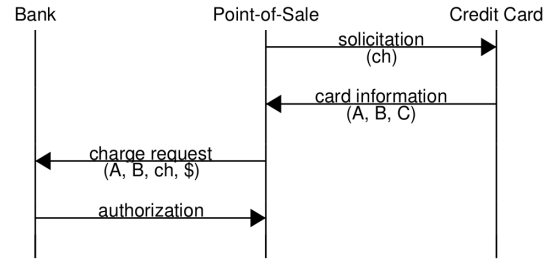 Bank Point-of-Sale Credit Card
solicitation
(ch)
card information
(A, B, C)
charge request
(A, B, ch, $)
authorization